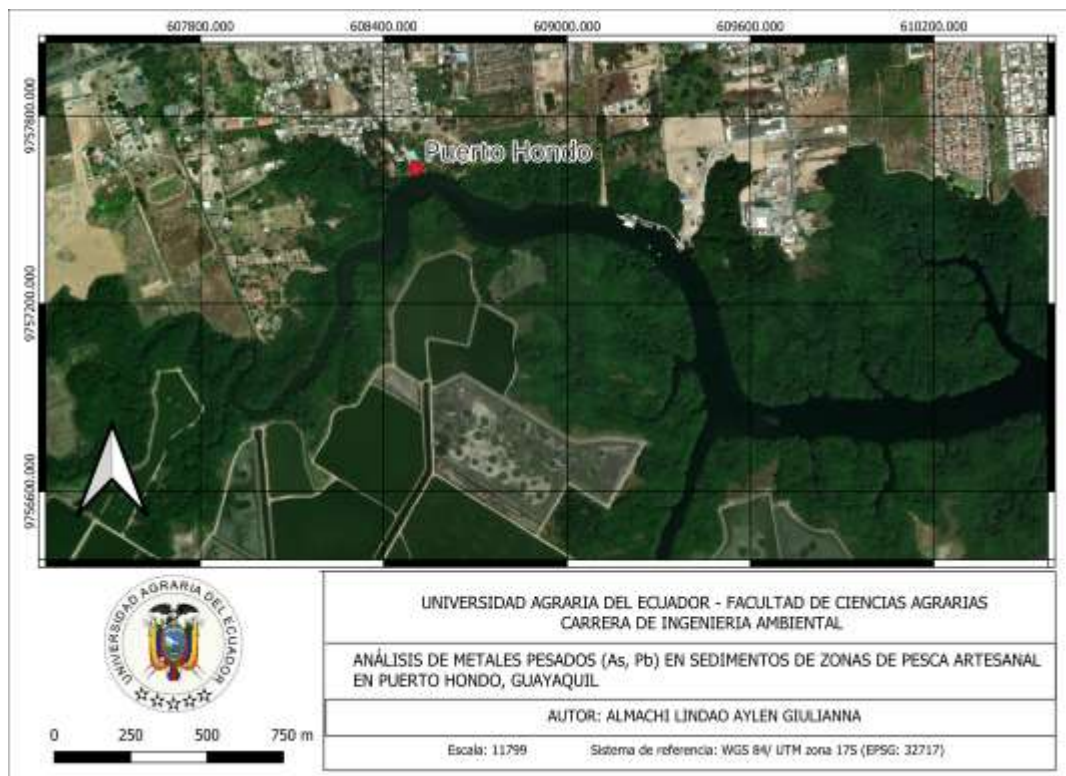 607800.000 608400.000 609000.000 609600.000 610200.000
9757800.000
9757200.000
9756600.000
Puerto Hondo
UNIVERSIDAD AGRARIA DEL ECUADOR
0 250 500 750 m
UNIVERSIDAD AGRARIA DEL ECUADOR - FACULTAD DE CIENCIAS AGRARIAS
CARRERA DE INGENIERIA AMBIENTAL
ANÁLISIS DE METALES PESADOS (As, Pb) EN SEDIMENTOS DE ZONAS DE PESCA ARTESANAL
EN PUERTO HONDO, GUAYAQUIL
AUTOR: ALMACHI LINDAO AYLEN GIULIANNA
Escala: 11799 Sistema de referencia: WGS 84/ UTM zona 17S (EPSG: 32717)